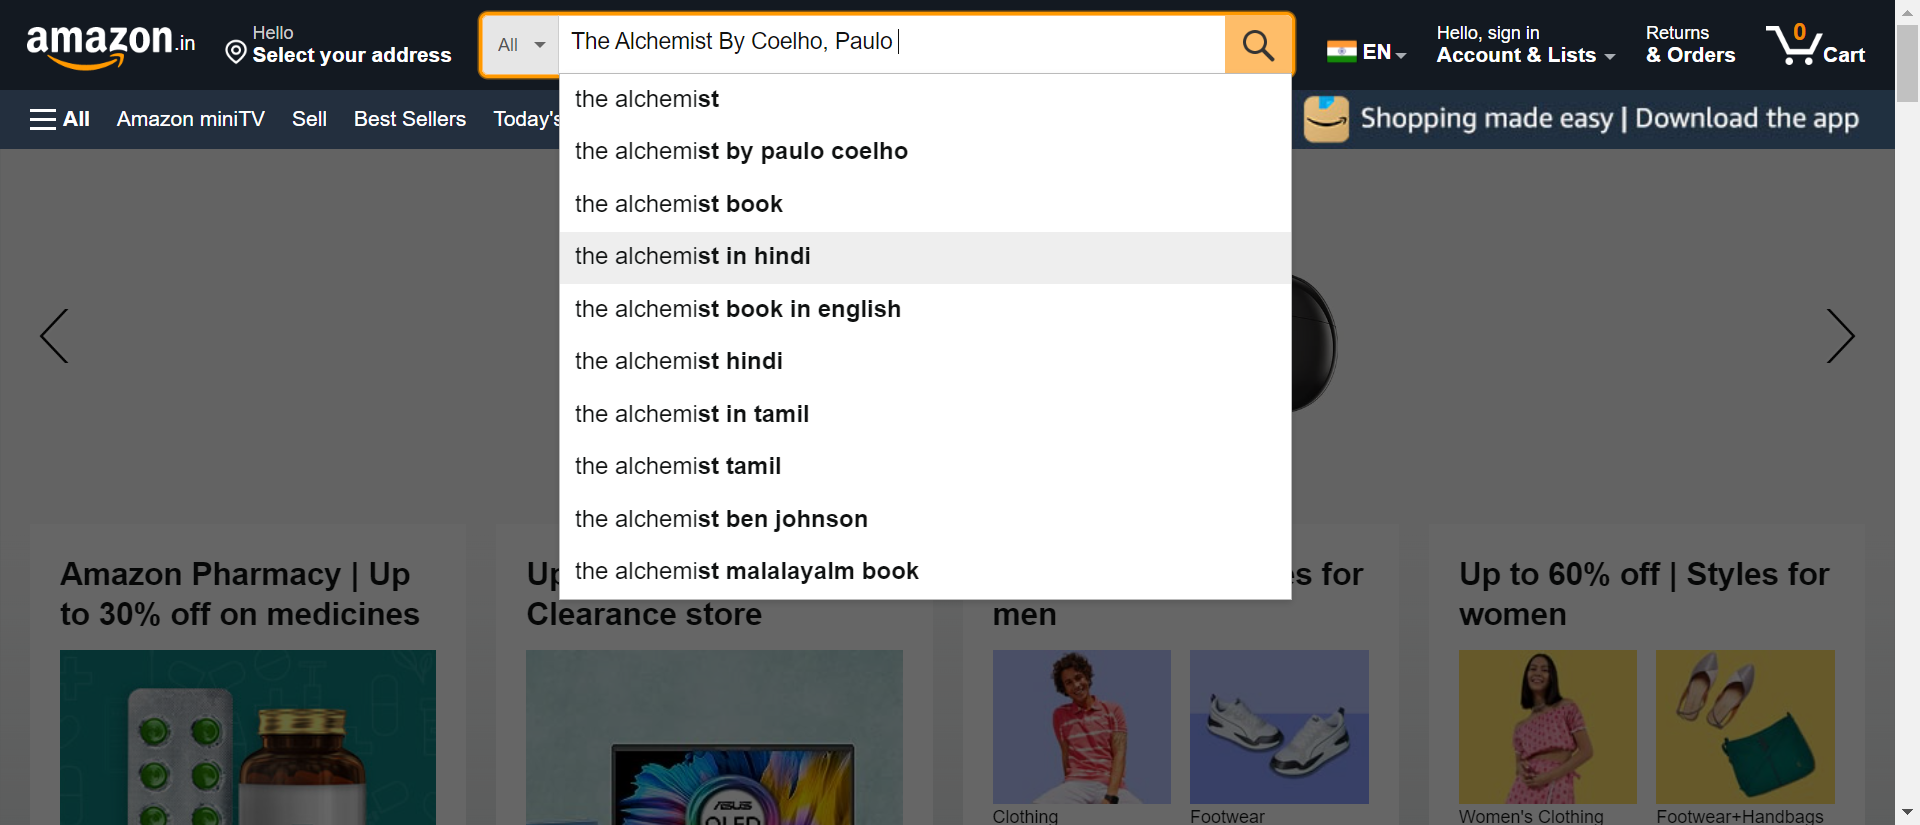 amazon.in
Hello
Select your address
All
The Alchemist By Coelho, Paulo
EN
Hello, sign in
Account & Lists
Returns
& Orders
0
Cart
All
Amazon miniTV
Sell
Best Sellers
Today's
Shopping made easy | Download the app
the alchemist
the alchemist by paulo coelho
the alchemist book
the alchemist in hindi
the alchemist book in english
the alchemist hindi
the alchemist in tamil
the alchemist tamil
the alchemist ben johnson
the alchemist malalayalm book
Amazon Pharmacy | Up
to 30% off on medicines
Up
Clearance store
s for
men
Up to 60% off | Styles for
women
ASUS
OLED
Clothing
Footwear
Women's Clothing
Footwear+Handbags